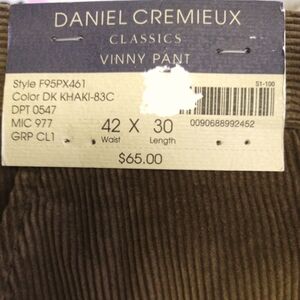 DANIEL CREMIEUX
CLASSICS
VINNY PANT
S1-100
Style F95PX461
Color DK KHAKI-83C
DPT 0547
MIC 977
GRP CL1
42 X 30
Waist Length
0090688992452
$65.00